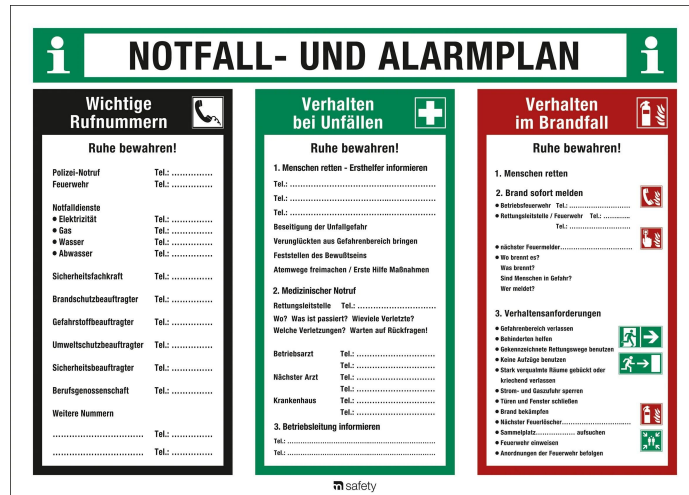 NOTFALL- UND ALARMPLAN
Wichtige
Rufnummern
Ruhe bewahren!
Polizei-Notruf Tel.: ..............
Feuerwehr Tel.: ..............
Notfalldienste
● Elektrizität Tel.: ..............
● Gas Tel.: ..............
● Wasser Tel.: ..............
● Abwasser Tel.: ..............
Sicherheitsfachkraft Tel.: ..............
Brandschutzbeauftragter Tel.: ..............
Gefahrstoffbeauftragter Tel.: ..............
Umweltschutzbeauftragter Tel.: ..............
Sicherheitsbeauftragter Tel.: ..............
Berufsgenossenschaft Tel.: ..............
Weitere Nummern
.............................. Tel.: ..............
.............................. Tel.: ..............
Verhalten
bei Unfällen
Ruhe bewahren!
1. Menschen retten - Ersthelfer informieren
Tel.: ..................................................
Tel.: ..................................................
Tel.: ..................................................
Beseitigung der Unfallgefahr
Verunglückten aus Gefahrenbereich bringen
Feststellen des Bewußtseins
Atemwege freimachen / Erste Hilfe Maßnahmen
2. Medizinischer Notruf
Rettungsleitstelle Tel.: ..........................
Wo? Was ist passiert? Wieviele Verletzte?
Welche Verletzungen? Warten auf Rückfragen!
Betriebsarzt Tel.: ..........................
Tel.: ..........................
Nächster Arzt Tel.: ..........................
Tel.: ..........................
Krankenhaus Tel.: ..........................
Tel.: ..........................
3. Betriebsleitung informieren
Tel.: ..................................................
Tel.: ..................................................
Verhalten
im Brandfall
Ruhe bewahren!
1. Menschen retten
2. Brand sofort melden
● Betriebsfeuerwehr Tel.: ......................
● Rettungsleitstelle / Feuerwehr Tel.: ............
Tel.: ......................
● nächster Feuermelder..........................
● Wo brennt es?
Was brennt?
Sind Menschen in Gefahr?
Wer meldet?
3. Verhaltensanforderungen
● Gefahrenbereich verlassen
● Behinderten helfen
● Gekennzeichnete Rettungswege benutzen
● Keine Aufzüge benutzen
● Stark verqualmte Räume gebückt oder
kriechend verlassen
● Strom- und Gaszufuhr sperren
● Türen und Fenster schließen
● Brand bekämpfen
● Nächster Feuerlöscher..........................
● Sammelplatz................ aufsuchen
● Feuerwehr einweisen
● Anordnungen der Feuerwehr befolgen
safety